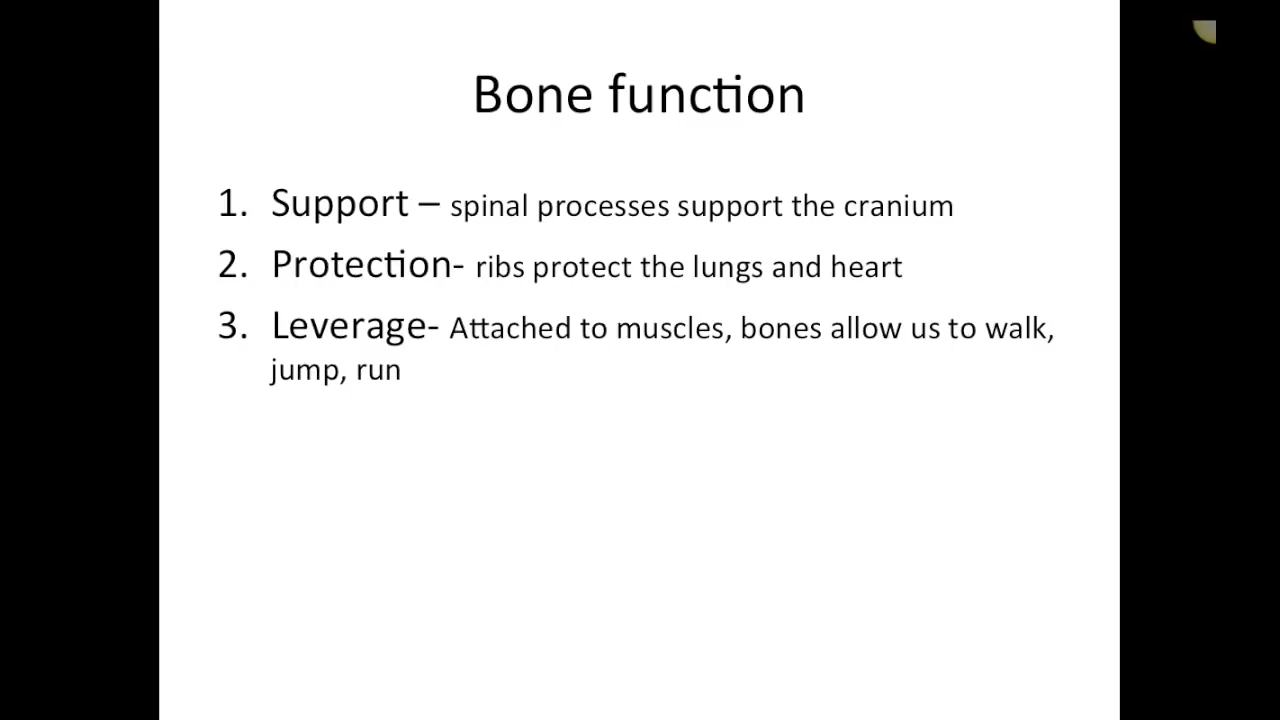 Bone function
1. Support – spinal processes support the cranium
2. Protection- ribs protect the lungs and heart
3. Leverage- Attached to muscles, bones allow us to walk,
jump, run